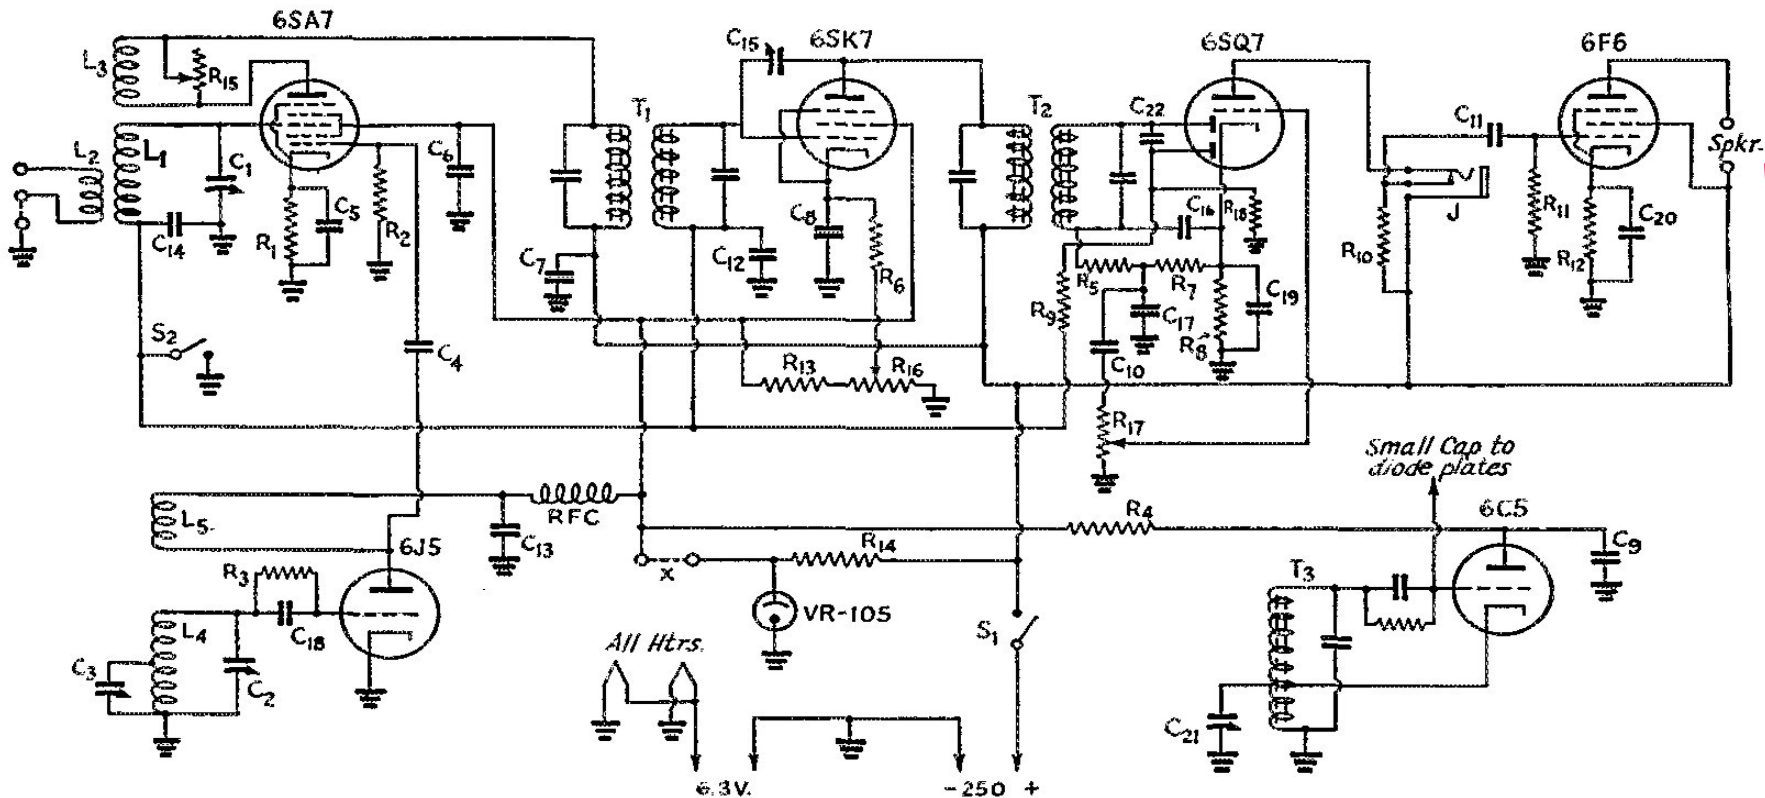 6SA7
6SK7
6SQ7
6F6
L3
R15
C15
T1
T2
C22
C11
Spkr.
L2
L1
C1
C6
C5
R1
R2
C14
C7
C12
C8
R6
C16
R18
R5
R7
C17
C19
R9
R8
C10
R10
J
R11
R12
C20
S2
C4
R13
R16
R17
Small Cap to
diode plates
L5
RFC
C13
R4
6C5
C9
6J5
R14
X
R3
C18
L4
C3
C2
VR-105
S1
T3
All Htrs.
C21
6.3V.
-250 +